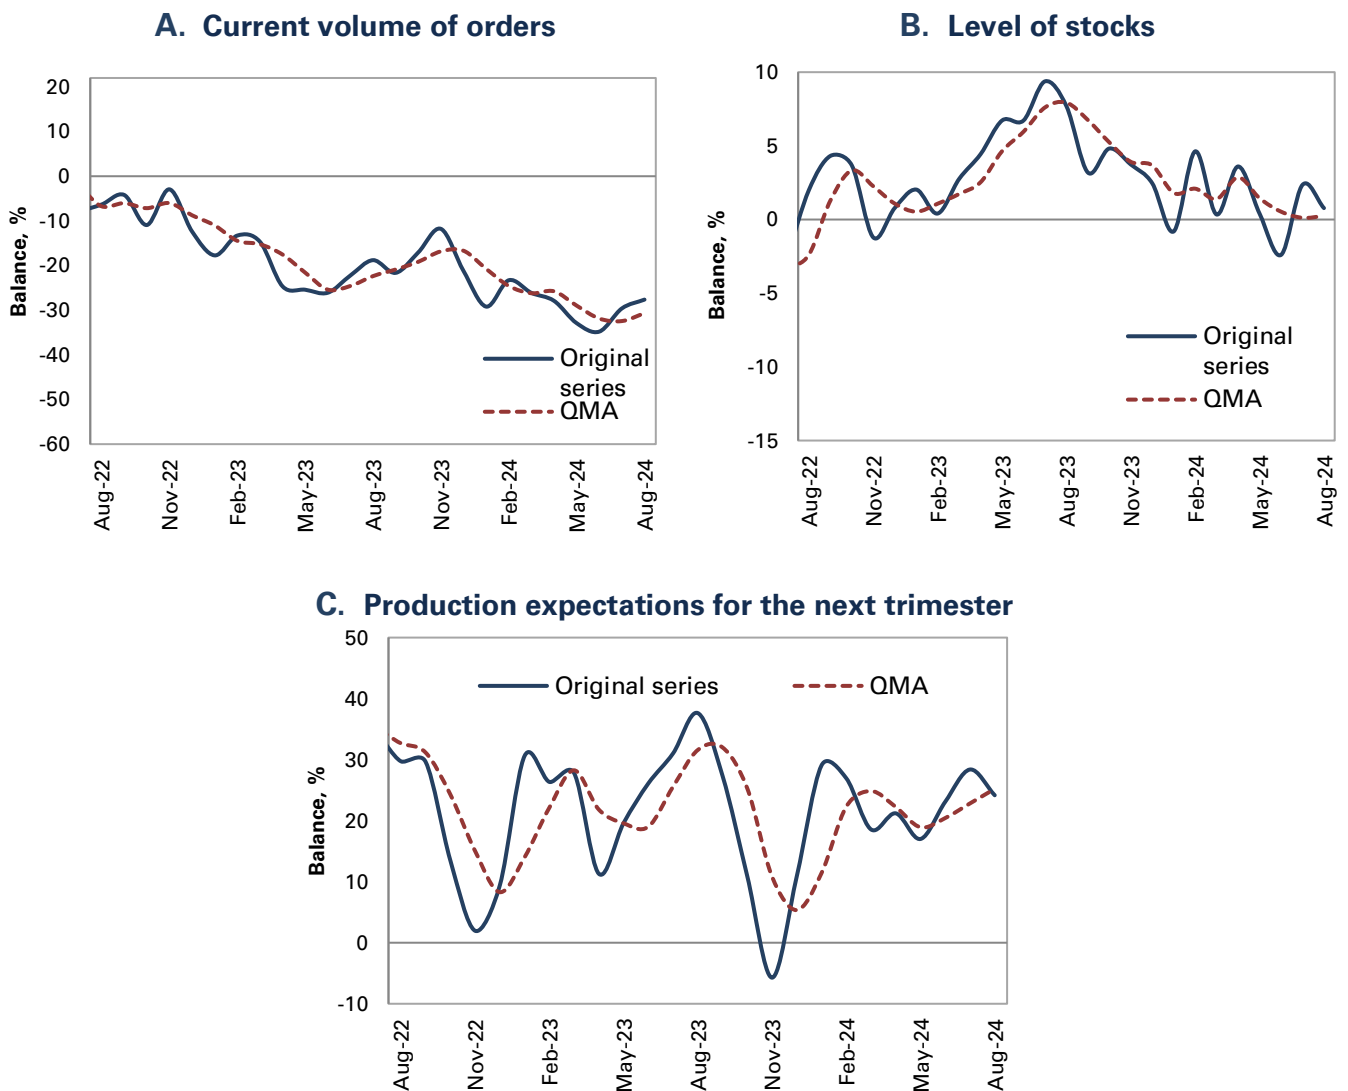 A. Current volume of orders
20
10
0
-10
-20
-30
-40
-50
-60
Balance, %
Original
series
QMA
Aug-22
Nov-22
Feb-23
May-23
Aug-23
Nov-23
Feb-24
May-24
Aug-24
B. Level of stocks
10
5
0
-5
-10
-15
Balance, %
Original
series
QMA
Aug-22
Nov-22
Feb-23
May-23
Aug-23
Nov-23
Feb-24
May-24
Aug-24
C. Production expectations for the next trimester
50
40
30
20
10
0
-10
Balance, %
Original series QMA
Aug-22
Nov-22
Feb-23
May-23
Aug-23
Nov-23
Feb-24
May-24
Aug-24